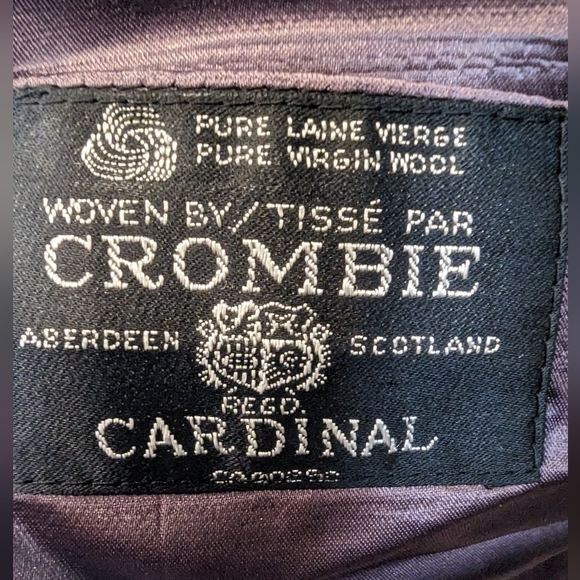 PURE LAINE VIERGE
PURE VIRGIN WOOL
WOVEN BY/TISSÉ PAR
CROMBIE
ABERDEEN SCOTLAND
REGD.
CARDINAL